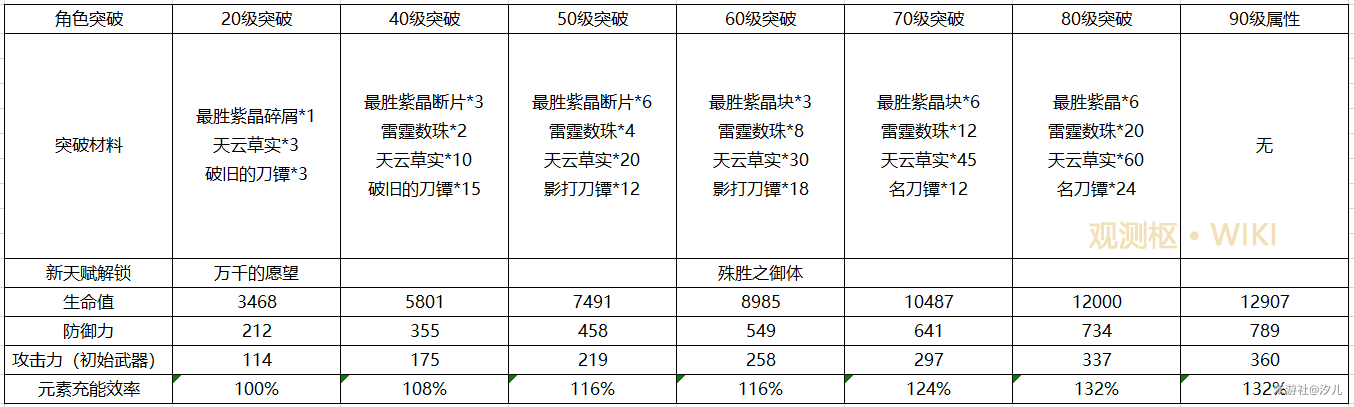 角色突破 20级突破 40级突破 50级突破 60级突破 70级突破 80级突破 90级属性
突破材料
最胜紫晶碎屑*1
天云草实*3
破旧的刀镡*3
最胜紫晶断片*3
雷霆数珠*2
天云草实*10
破旧的刀镡*15
最胜紫晶断片*6
雷霆数珠*4
天云草实*20
影打刀镡*12
最胜紫晶块*3
雷霆数珠*8
天云草实*30
影打刀镡*18
最胜紫晶块*6
雷霆数珠*12
天云草实*45
名刀镡*12
最胜紫晶*6
雷霆数珠*20
天云草实*60
名刀镡*24
无
观测枢•WIKI
新天赋解锁 万千的愿望 殊胜之御体
生命值 3468 5801 7491 8985 10487 12000 12907
防御力 212 355 458 549 641 734 789
攻击力（初始武器） 114 175 219 258 297 337 360
元素充能效率 100% 108% 116% 116% 124% 132% 132%
游社@汐儿